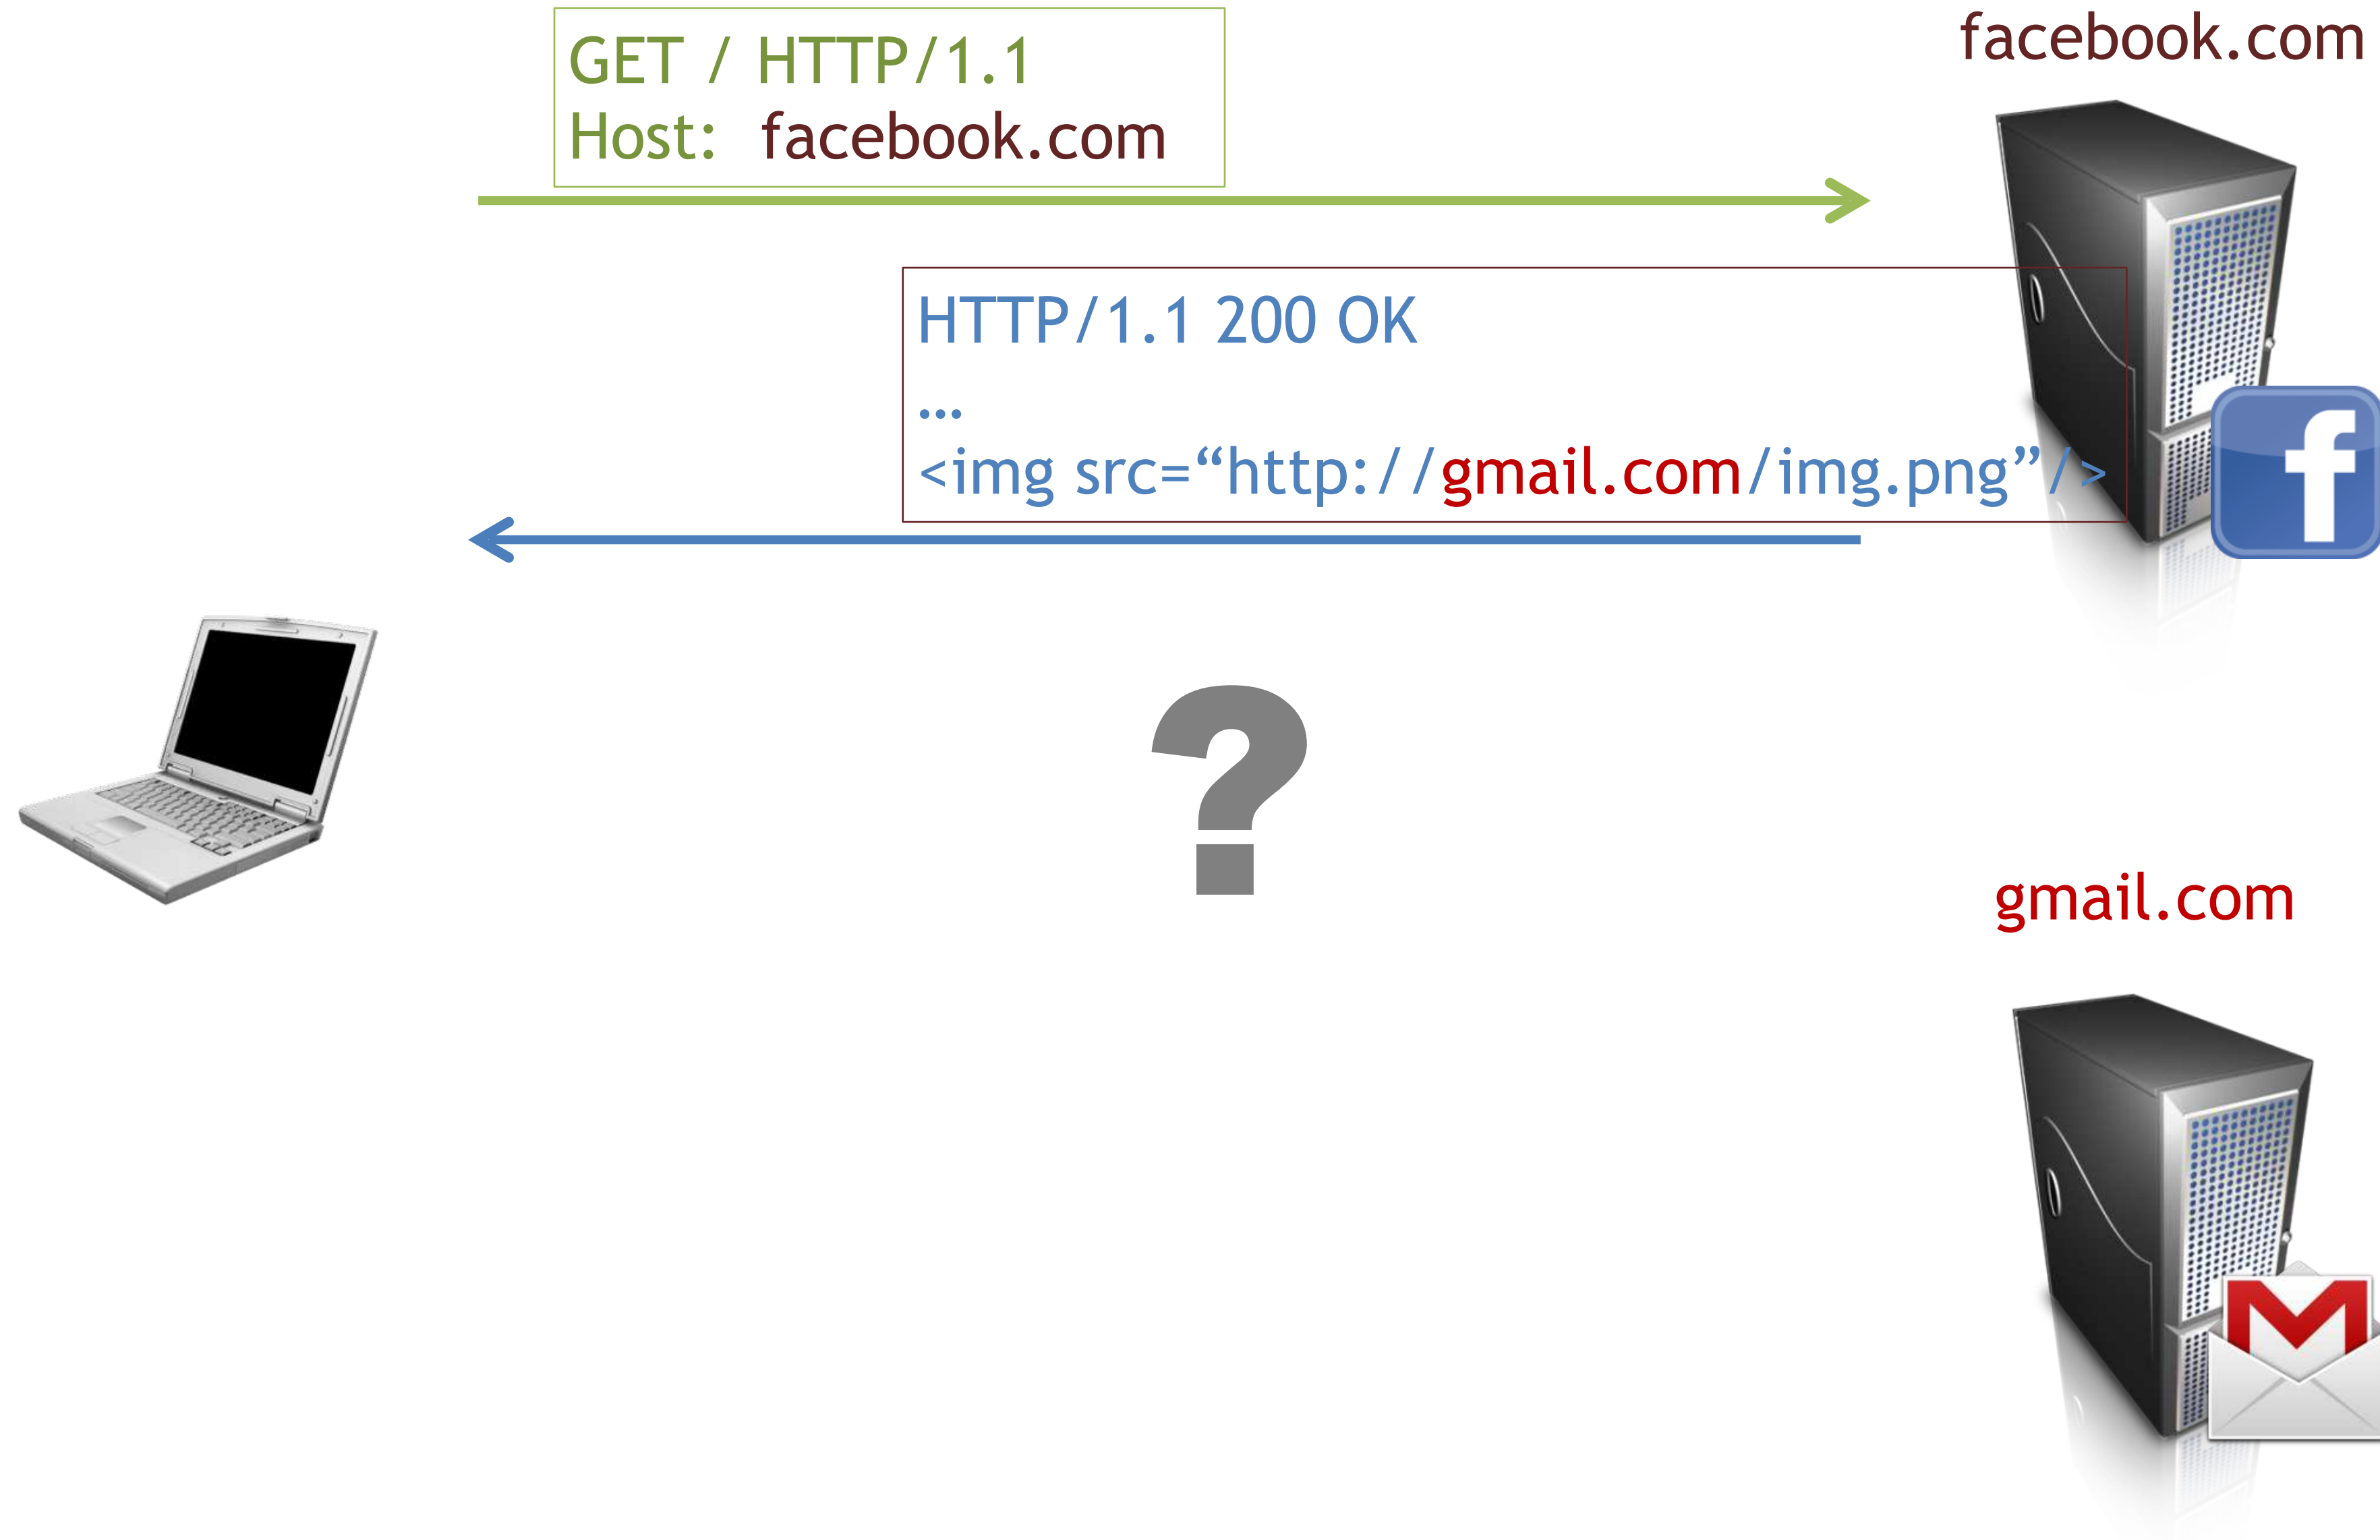 facebook.com
GET / HTTP/1.1
Host: facebook.com
HTTP/1.1 200 OK
…
<img src=“http://gmail.com/img.png”/>
?
gmail.com